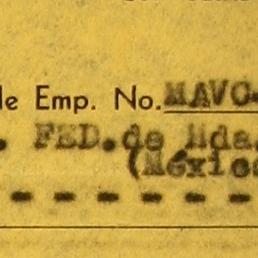 de Emp. No. MAVO-
. FED.de Hda.
(México